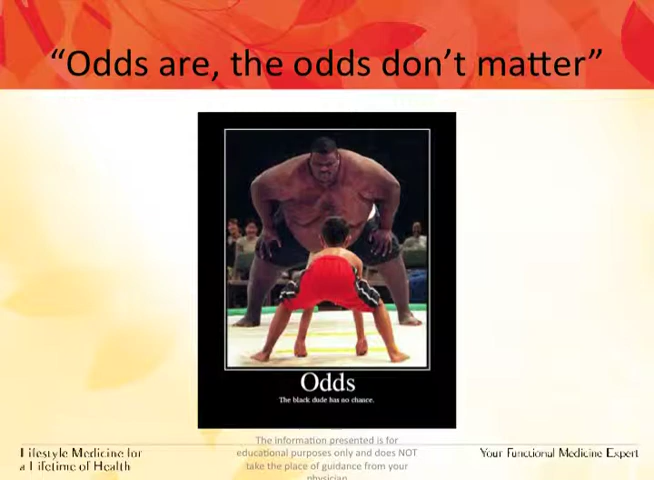 “Odds are, the odds don’t matter”
Odds
The black dude has no chance.
The information presented is for
educational purposes only and does NOT
take the place of guidance from your
physician
Lifestyle Medicine for
a Lifetime of Health
Your Functional Medicine Expert